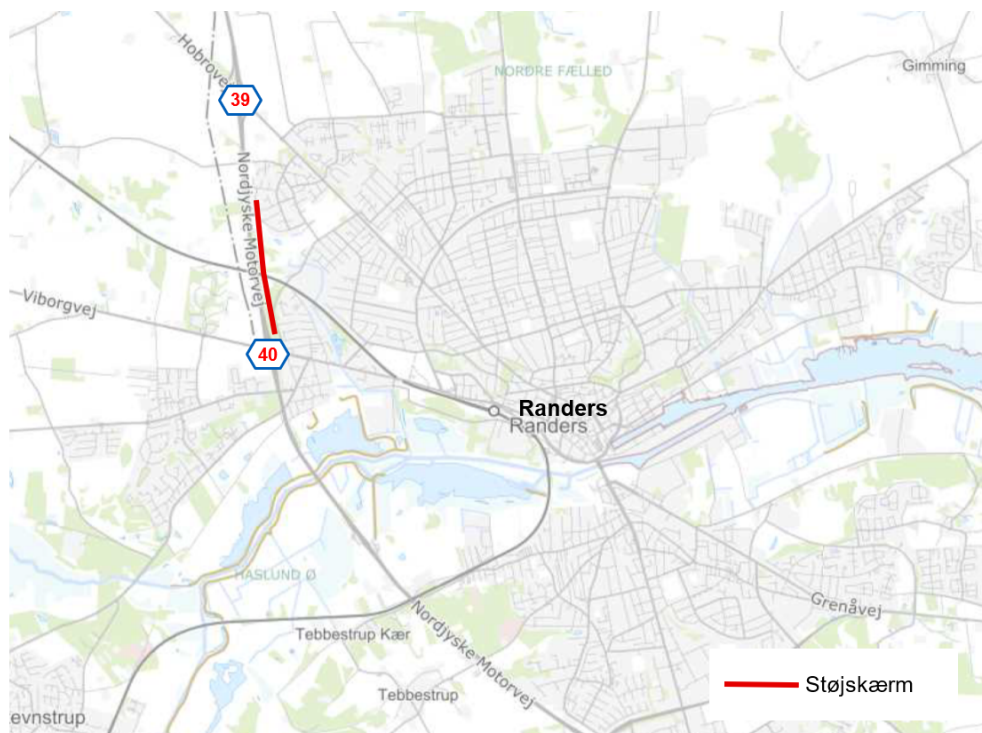 Hobrovej
NORDRE FÆLLED
Gimming
39
Nordjyske Motorvej
Viborgvej
40
Randers
Randers
HASLUND Ø
Grenåvej
Tebbestrup Kær
Nordjyske-Motorvej
Tebbestrup
Støjskærm
evnstrup